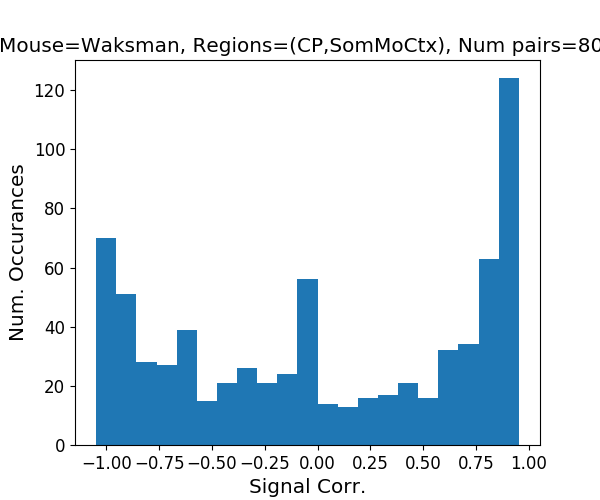 Mouse=Waksman, Regions=(CP,SomMoCtx), Num pairs=80
120
100
80
60
40
20
0
Num. Occurances
−1.00 −0.75 −0.50 −0.25 0.00 0.25 0.50 0.75 1.00
Signal Corr.